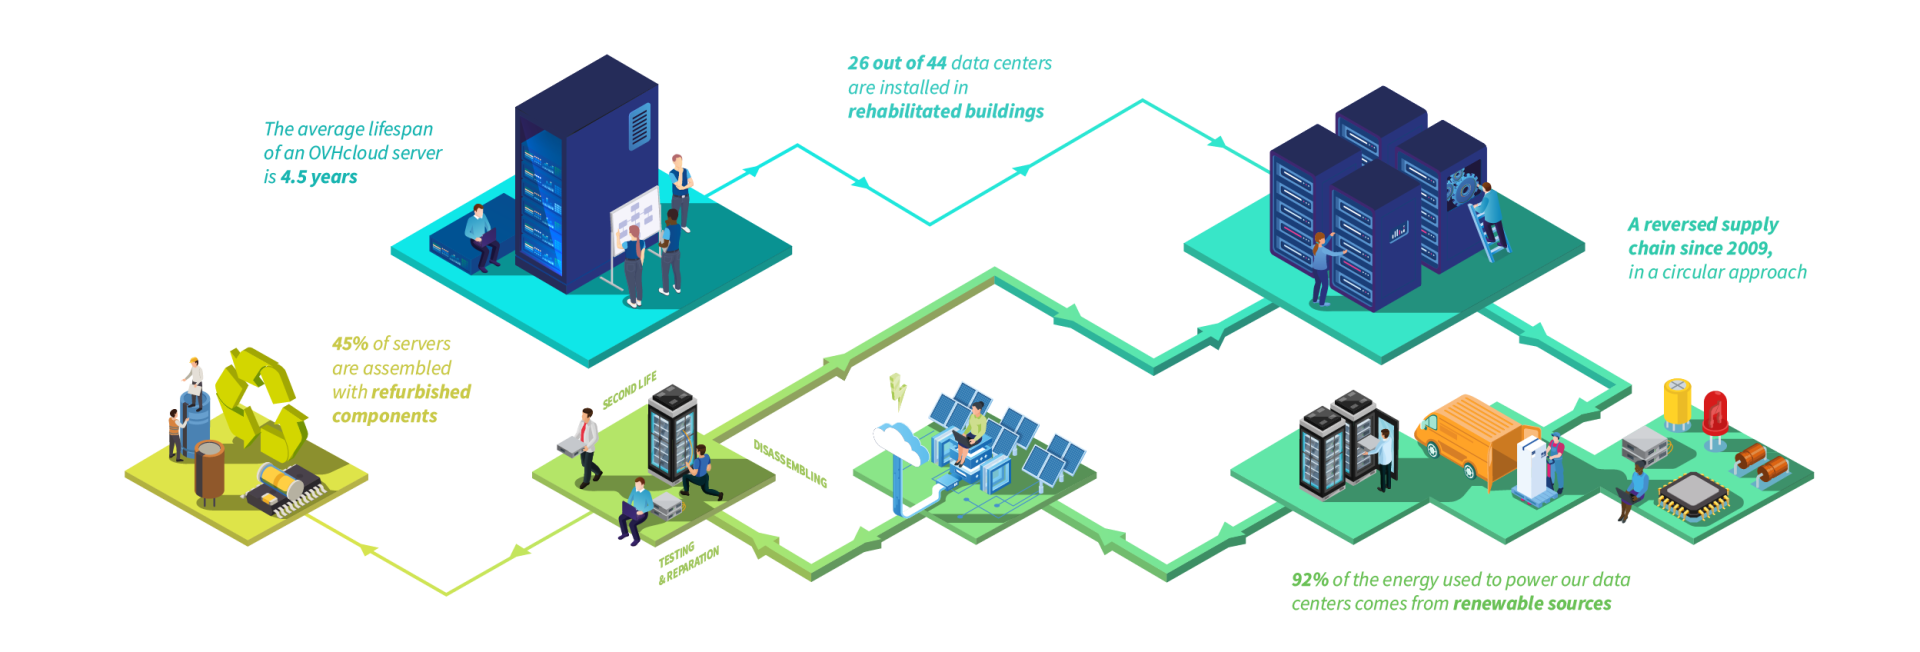 The average lifespan
of an OVHcloud server
is 4.5 years
26 out of 44 data centers
are installed in
rehabilitated buildings
A reversed supply
chain since 2009,
in a circular approach
45% of servers
are assembled
with refurbished
components
SECOND LIFE
DISASSEMBLING
TESTING
& REPARATION
92% of the energy used to power our data
centers comes from renewable sources